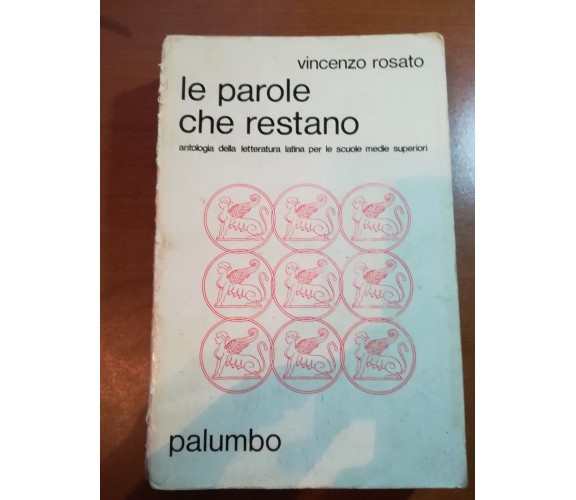 vincenzo rosato
le parole
che restano
antologia della letteratura latina per le scuole medie superiori
palumbo